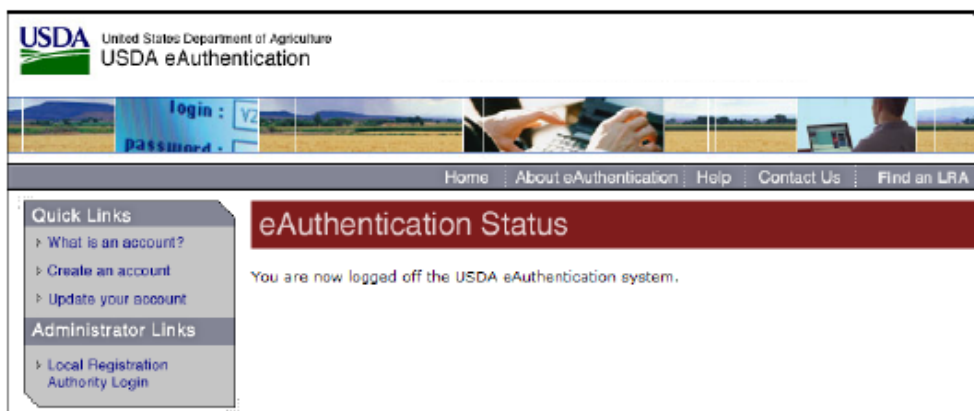 USDA
United States Department of Agriculture
USDA eAuthentication
login :
password :
Home
About eAuthentication
Help
Contact Us
Find an LRA
Quick Links
What is an account?
Create an account
Update your account
Administrator Links
Local Registration
Authority Login
eAuthentication Status
You are now logged off the USDA eAuthentication system.